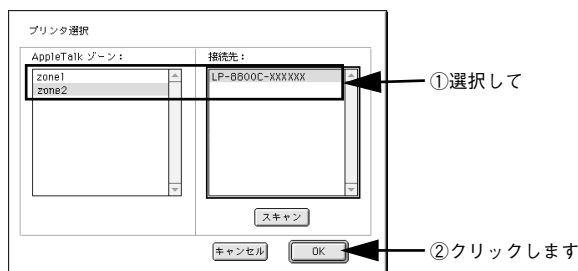 プリンタ選択
AppleTalk ゾーン：
接続先：
zone1
zone2
LP-8800C-XXXXXX
①選択して
スキャン
キャンセル
OK
②クリックします